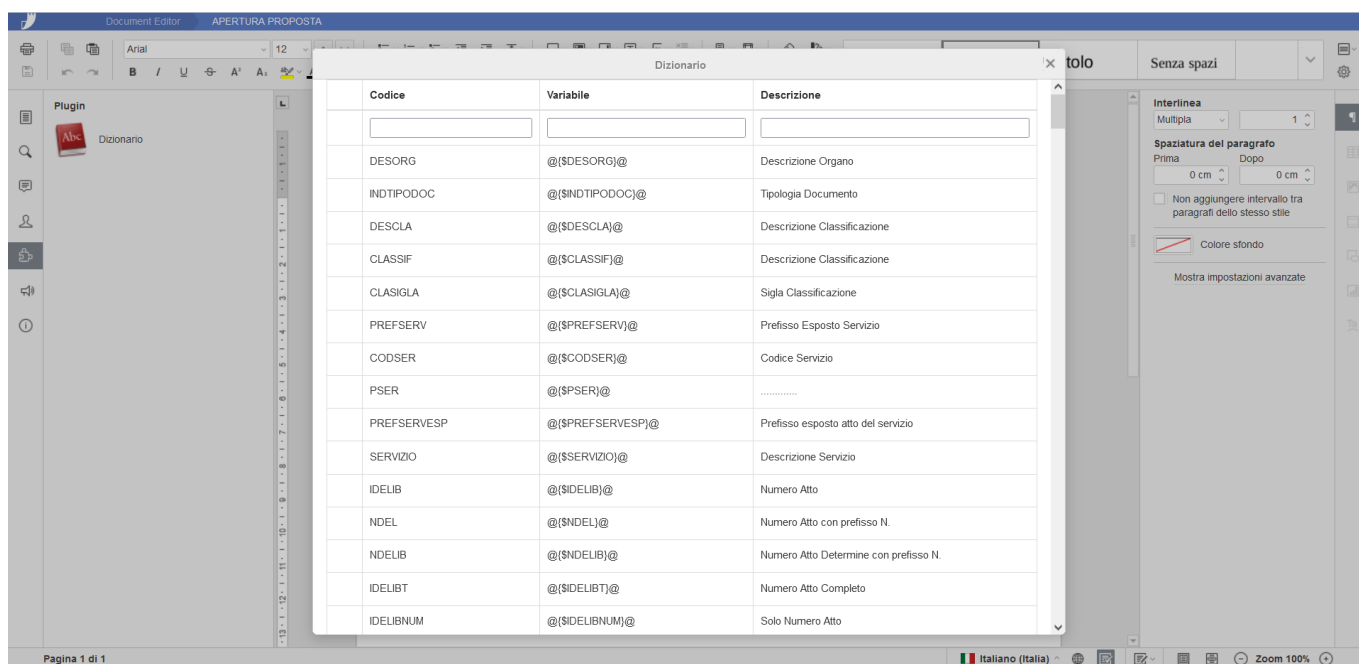 Document Editor APERTURA PROPOSTA
Arial 12
B I U
Dizionario
tolo
Senza spazi
Plugin
Dizionario
Abc
Codice Variabile Descrizione
DESORG @{$DESORG}@ Descrizione Organo
INDTIPODOC @{$INDTIPODOC}@ Tipologia Documento
DESCLA @{$DESCLA}@ Descrizione Classificazione
CLASSIF @{$CLASSIF}@ Descrizione Classificazione
CLASIGLA @{$CLASIGLA}@ Sigla Classificazione
PREFSERV @{$PREFSERV}@ Prefisso Esposto Servizio
CODSER @{$CODSER}@ Codice Servizio
PSER @{$PSER}@ .............
PREFSERVESP @{$PREFSERVESP}@ Prefisso esposto atto del servizio
SERVIZIO @{$SERVIZIO}@ Descrizione Servizio
IDELIB @{$IDELIB}@ Numero Atto
NDEL @{$NDEL}@ Numero Atto con prefisso N.
NDELIB @{$NDELIB}@ Numero Atto Determine con prefisso N.
IDELIBT @{$IDELIBT}@ Numero Atto Completo
IDELIBNUM @{$IDELIBNUM}@ Solo Numero Atto
Interlinea
Multipla 1
Spaziatura del paragrafo
Prima Dopo
0 cm 0 cm
Non aggiungere intervallo tra
paragrafi dello stesso stile
Colore sfondo
Mostra impostazioni avanzate
Pagina 1 di 1
Italiano (Italia)
Zoom 100%